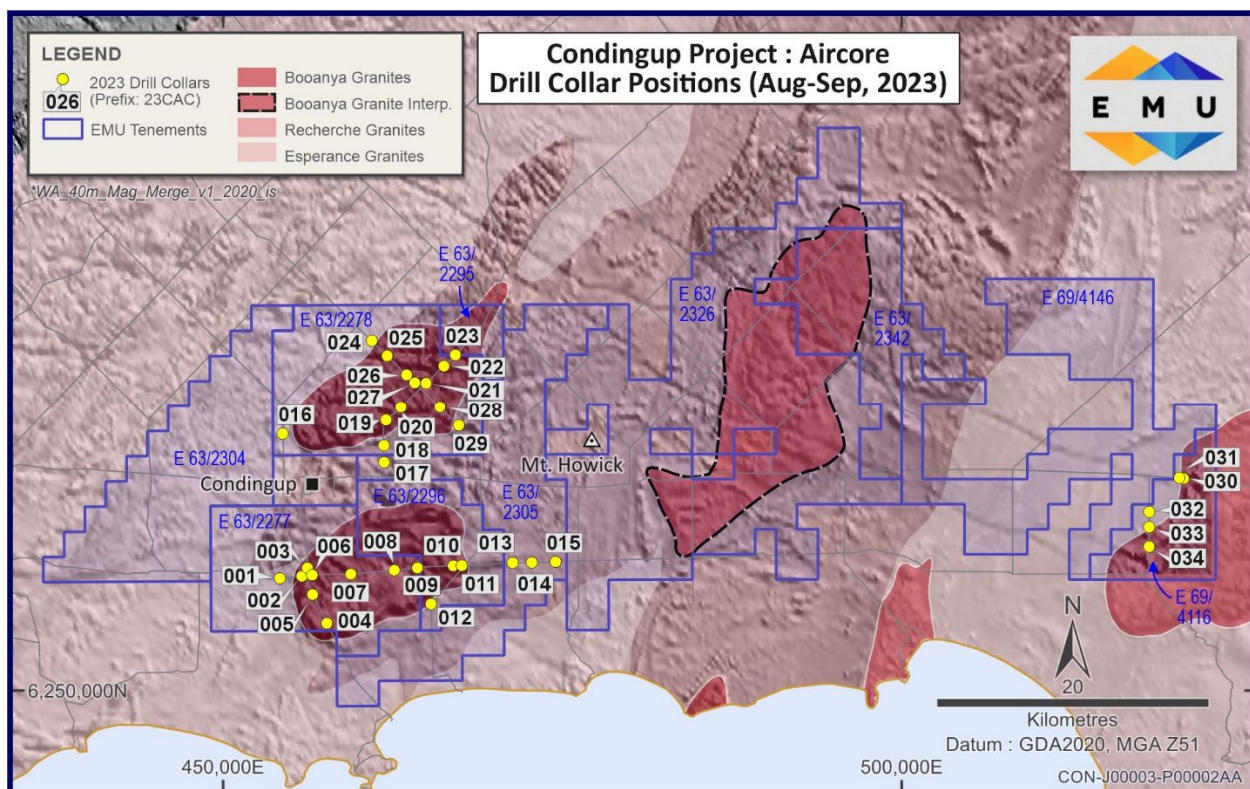 Condingup Project : Aircore
Drill Collar Positions (Aug-Sep, 2023)
LEGEND
2023 Drill Collars
(Prefix: 23CAC)
026
EMU Tenements
Booanya Granites
Booanya Granite Interp.
Recherche Granites
Esperance Granites
*WA_40m_Mag_Merge_v1_2020_is
E M U
E 63/
2295
E 63/
2326
E 63/
2342
E 69/4146
E 63/2278
024
025
023
022
026
027
021
028
016
019
020
029
018
017
E 63/2304
Condingup
Mt. Howick
E 63/2296
E 63/
2305
E 63/2277
003
006
008
010
013
015
001
002
007
009
011
014
005
004
012
031
030
032
033
034
E 69/
4116
N
6,250,000N
20
Kilometres
Datum : GDA2020, MGA Z51
450,000E
500,000E
CON-J00003-P00002AA